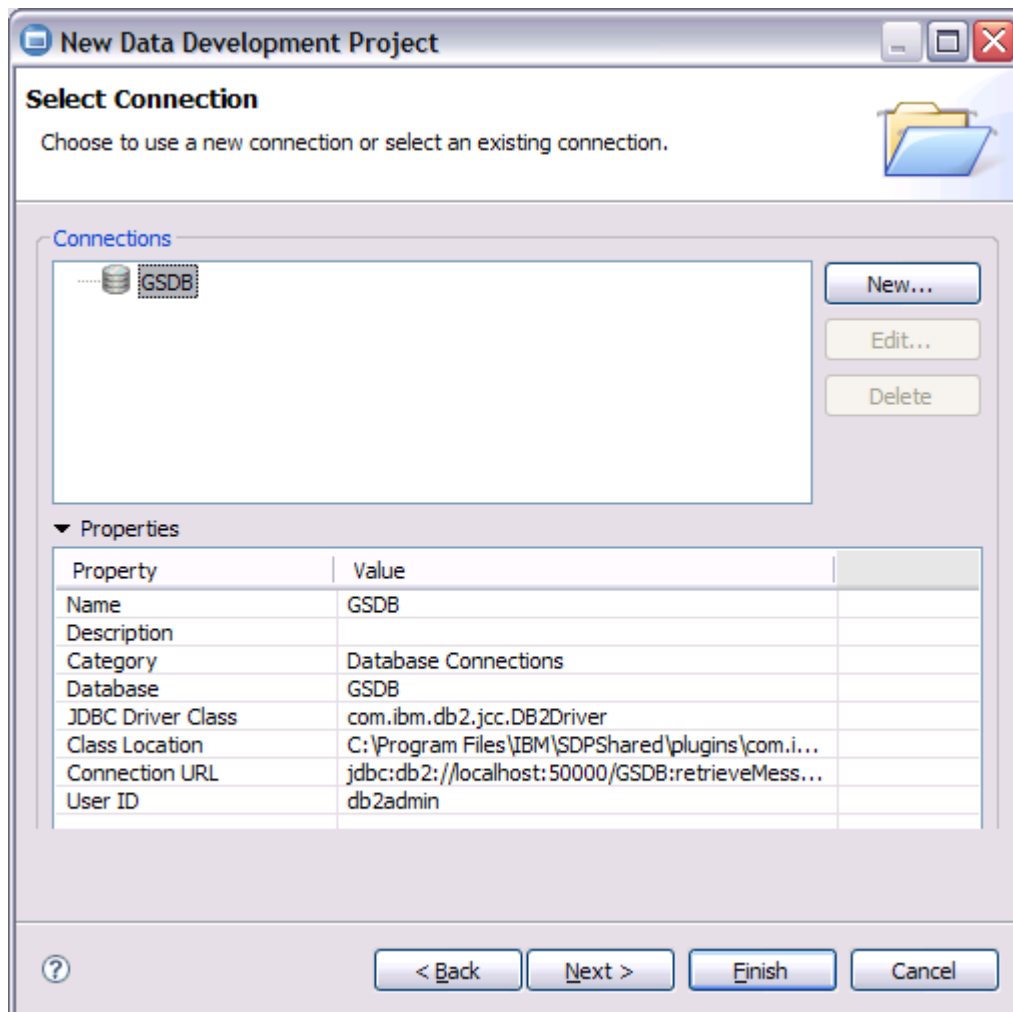 New Data Development Project
Select Connection
Choose to use a new connection or select an existing connection.
Connections
GSDB
New...
Edit...
Delete
Properties
Property Value
Name GSDB
Description
Category Database Connections
Database GSDB
JDBC Driver Class com.ibm.db2.jcc.DB2Driver
Class Location C:\Program Files\IBM\SDPShared\plugins\com.i...
Connection URL jdbc:db2://localhost:50000/GSDB:retrieveMess...
User ID db2admin
? < Back Next > Finish Cancel